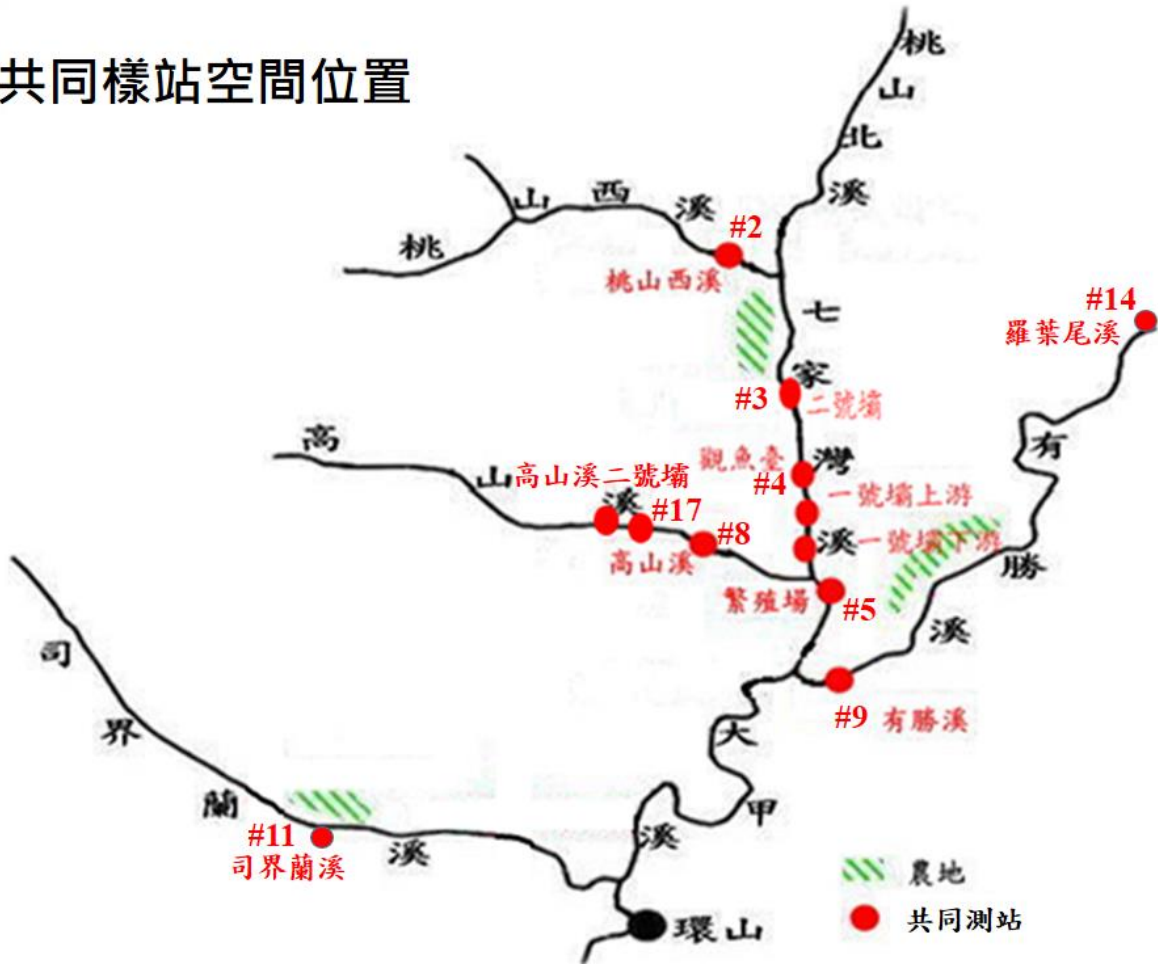 共同樣站空間位置
桃山北溪
桃山西溪
#2
桃山西溪
#14
羅葉尾溪
七家灣溪
#3
二號壩
觀魚臺
#4
一號壩上游
一號壩下游
高山溪
高山溪二號壩
#17
#8
高山溪
繁殖場
#5
有勝溪
#9 有勝溪
大甲溪
司界蘭溪
#11
司界蘭溪
環山
農地
共同測站